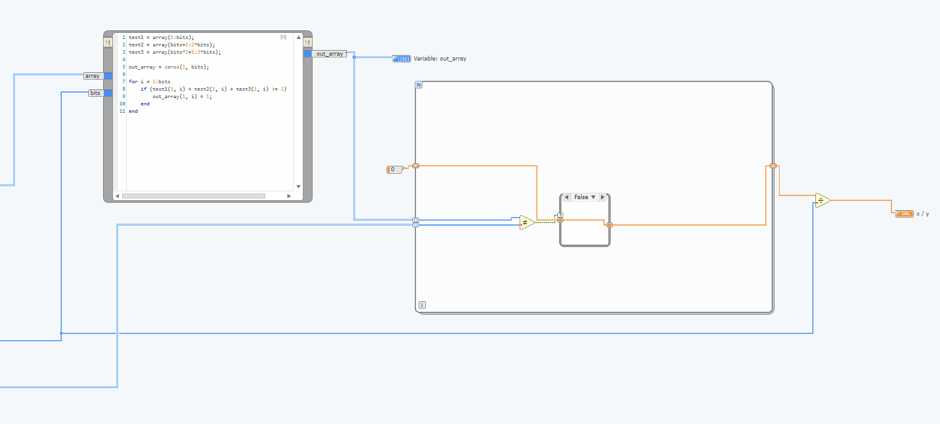 1 test1 = array(1:bits);
2 test2 = array(bits+1:2*bits);
3 test3 = array(bits*2+1:3*bits);
4
5 out_array = zeros(1, bits);
6
7 for i = 1:bits
8 if (test1(1, i) + test2(1, i) + test3(1, i) >= 2)
9 out_array(1, i) = 1;
10 end
11 end
array
bits
out_array
Variable: out_array
N
0
False
?
≠
÷
x / y
i